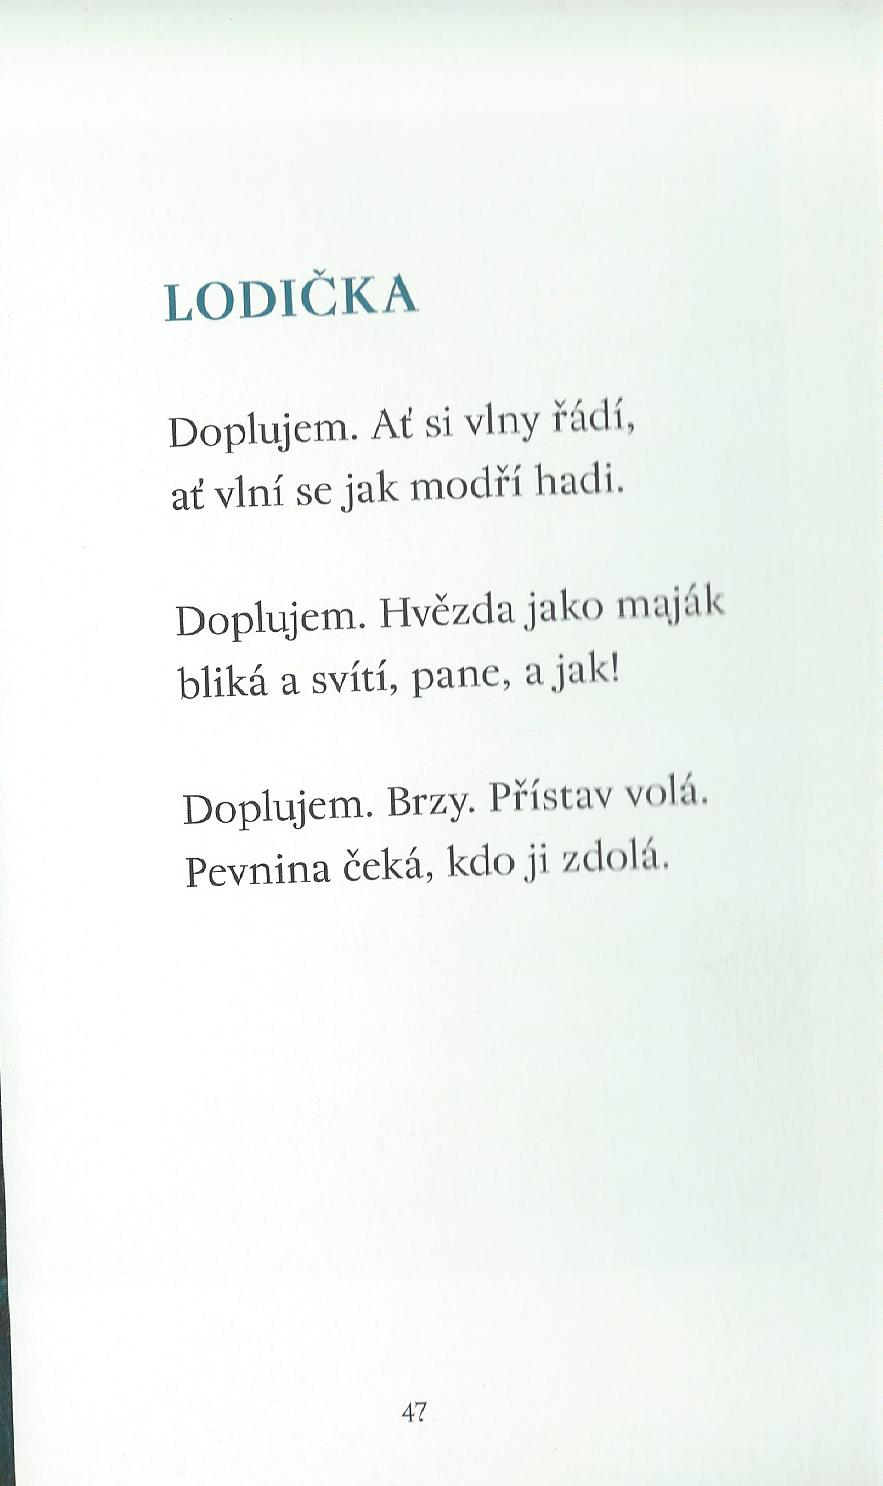 LODIČKA
Doplujem. Ať si vlny řádí,
ať vlní se jak modří hadi.
Doplujem. Hvězda jako maják
bliká a svítí, pane, a jak!
Doplujem. Brzy. Přístav volá.
Pevnina čeká, kdo ji zdolá.
47